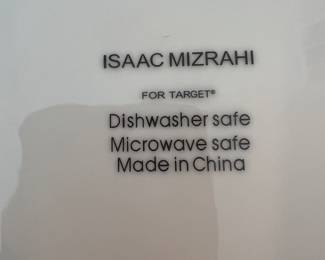 ISAAC MIZRAHI
FOR TARGET®
Dishwasher safe
Microwave safe
Made in China